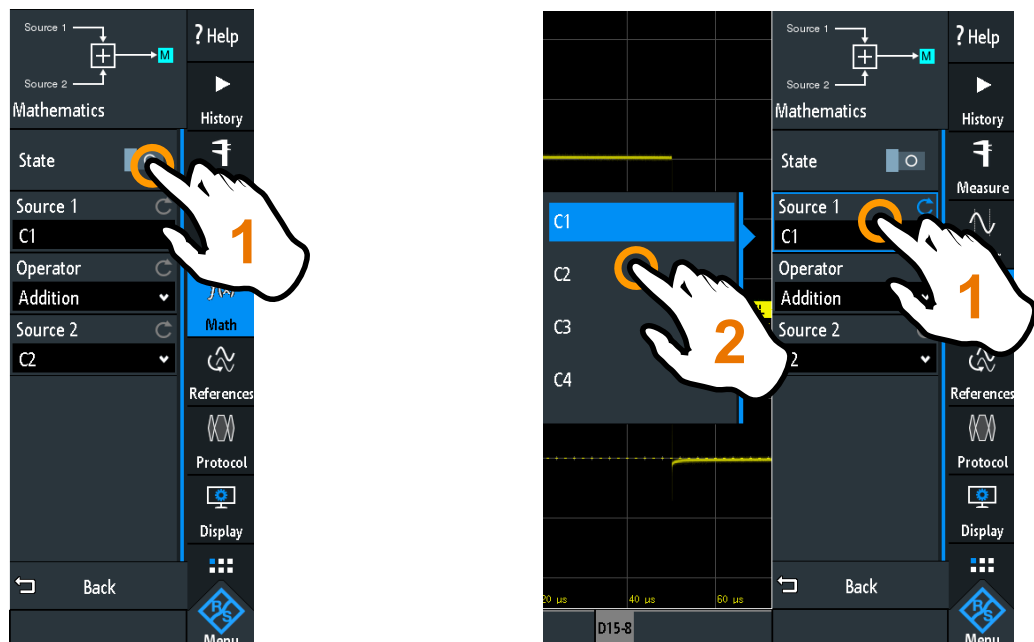 Source 1
+
M
Source 2
Mathematics
State
Source 1
C1
Operator
Addition
Source 2
C2
Back
? Help
History
Math
References
Protocol
Display
R/S
Menu
1
C1
C2
C3
C4
20 µs
40 µs
60 µs
D15-8
2
Source 1
+
M
Source 2
Mathematics
State
Source 1
C1
Operator
Addition
Source 2
Back
? Help
History
Measure
References
Protocol
Display
R/S
Menu
1